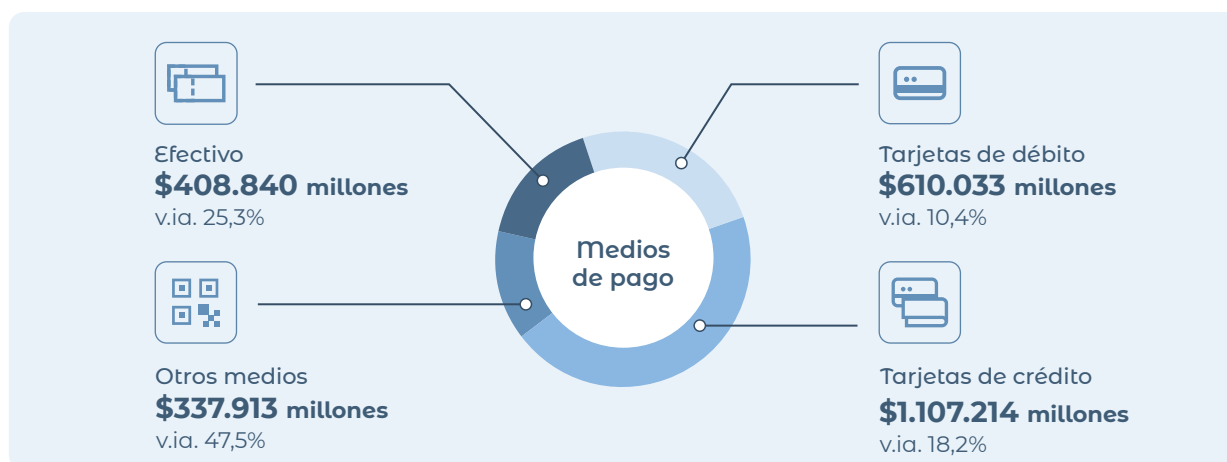 Efectivo
$408.840 millones
v.ia. 25,3%
Tarjetas de débito
$610.033 millones
v.ia. 10,4%
Medios
de pago
Otros medios
$337.913 millones
v.ia. 47,5%
Tarjetas de crédito
$1.107.214 millones
v.ia. 18,2%